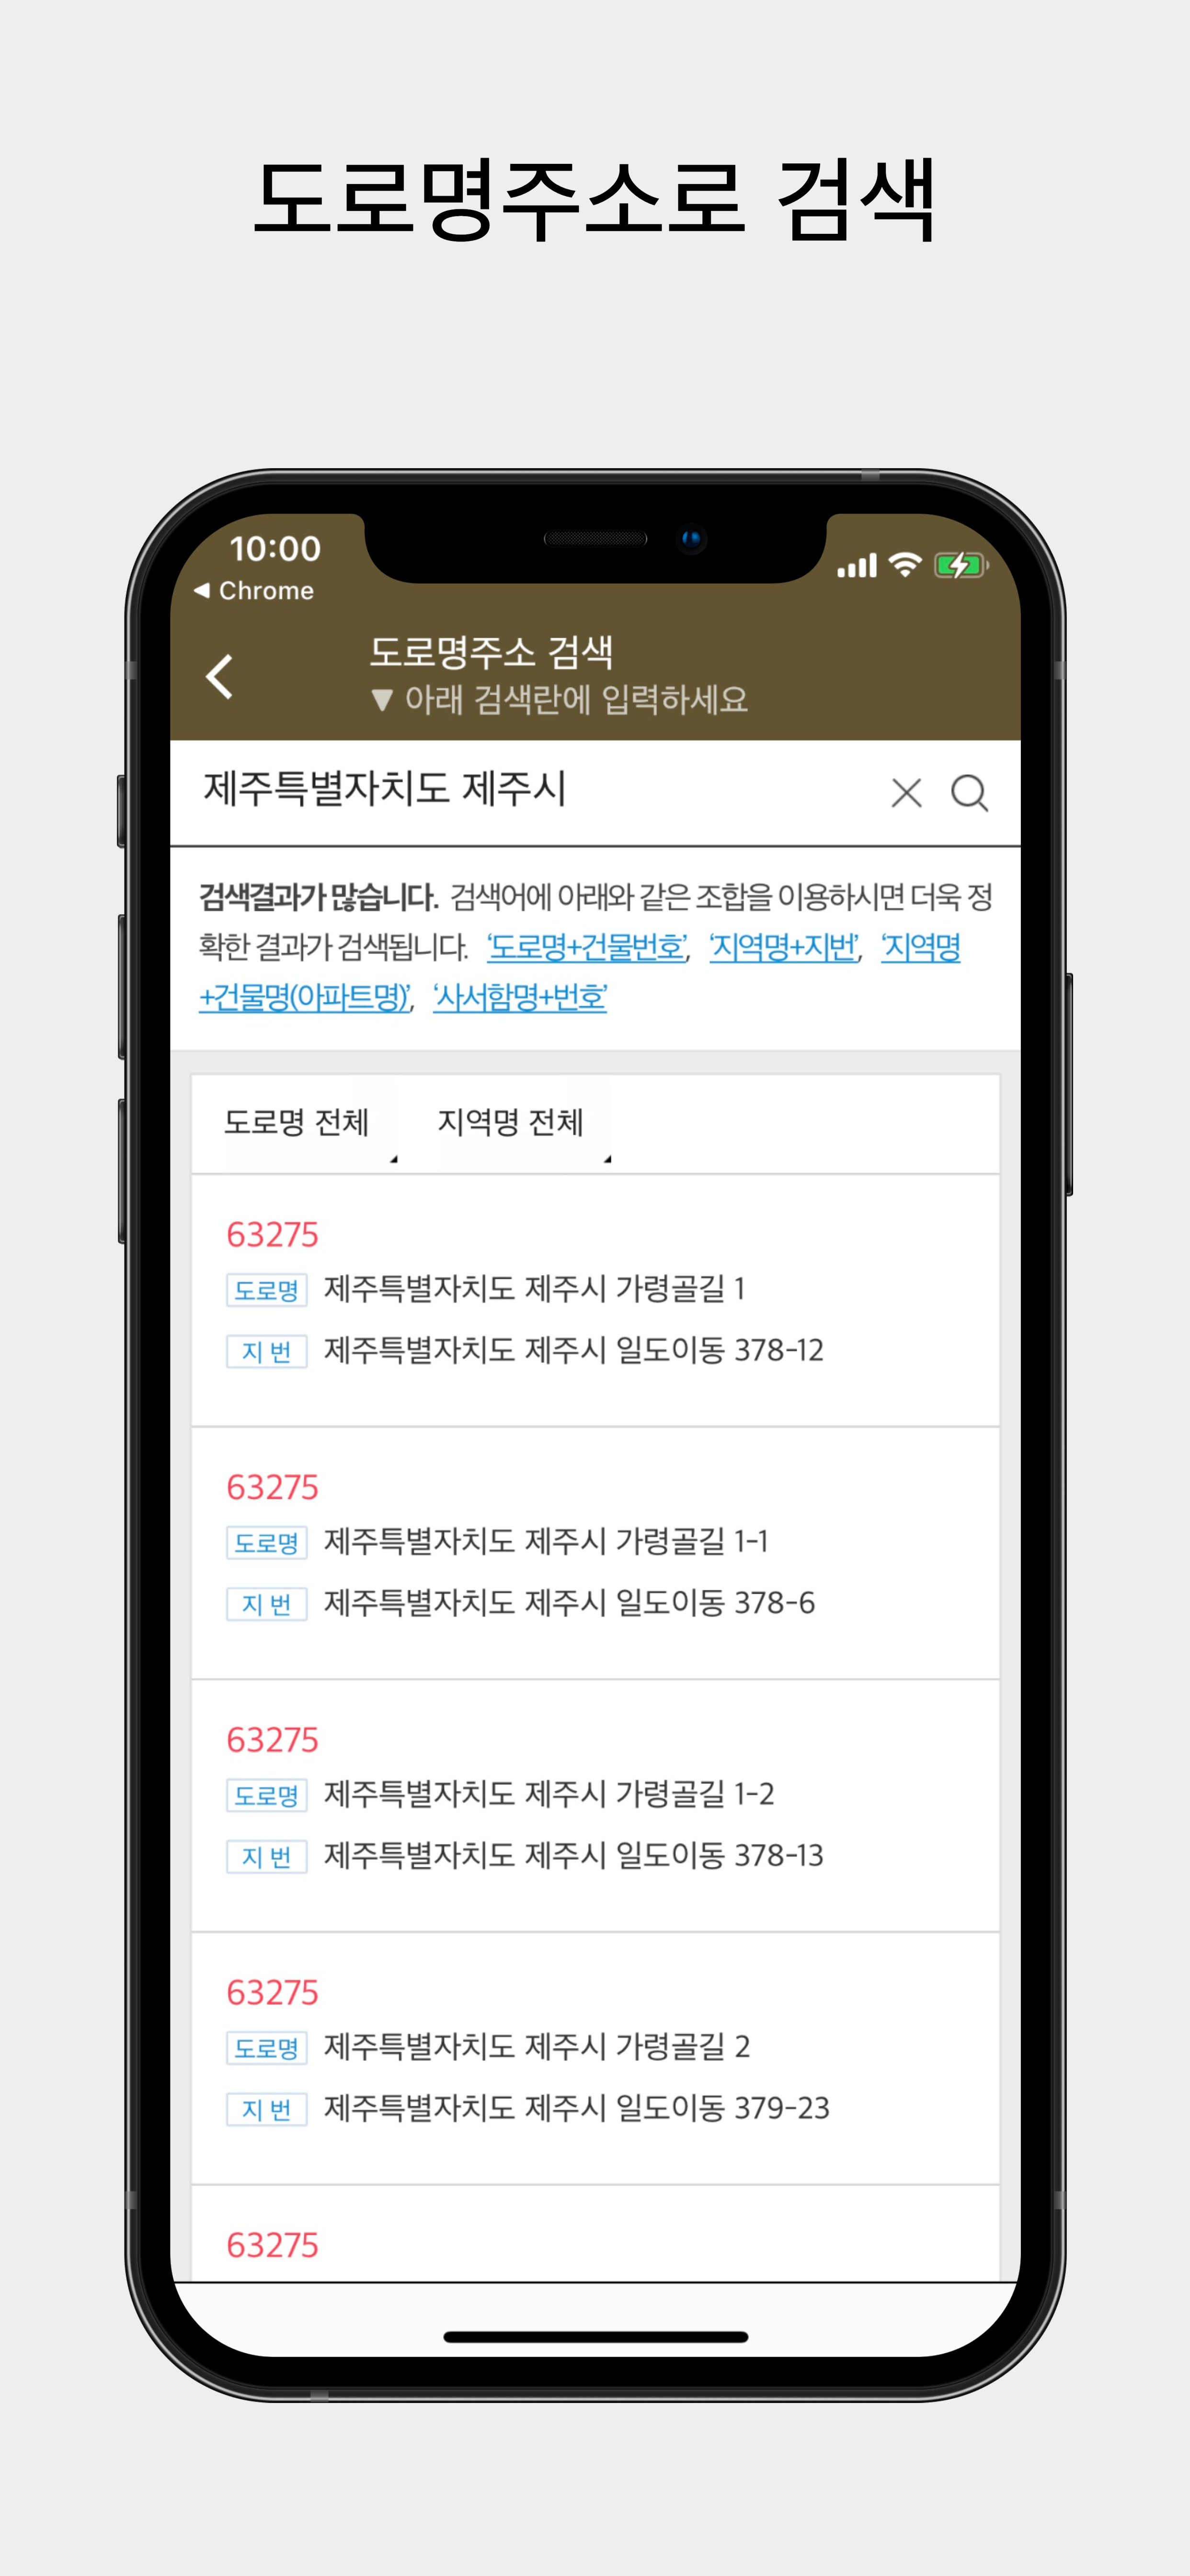 도로명주소로 검색
10:00
◀ Chrome
도로명주소 검색
▼ 아래 검색란에 입력하세요
제주특별자치도 제주시
검색결과가 많습니다. 검색어에 아래와 같은 조합을 이용하시면 더욱 정
확한 결과가 검색됩니다. ‘도로명+건물번호’, ‘지역명+지번’, ‘지역명
+건물명(아파트명)’, ‘사서함명+번호’
도로명 전체 지역명 전체
63275
도로명 제주특별자치도 제주시 가령골길 1
지 번 제주특별자치도 제주시 일도이동 378-12
63275
도로명 제주특별자치도 제주시 가령골길 1-1
지 번 제주특별자치도 제주시 일도이동 378-6
63275
도로명 제주특별자치도 제주시 가령골길 1-2
지 번 제주특별자치도 제주시 일도이동 378-13
63275
도로명 제주특별자치도 제주시 가령골길 2
지 번 제주특별자치도 제주시 일도이동 379-23
63275